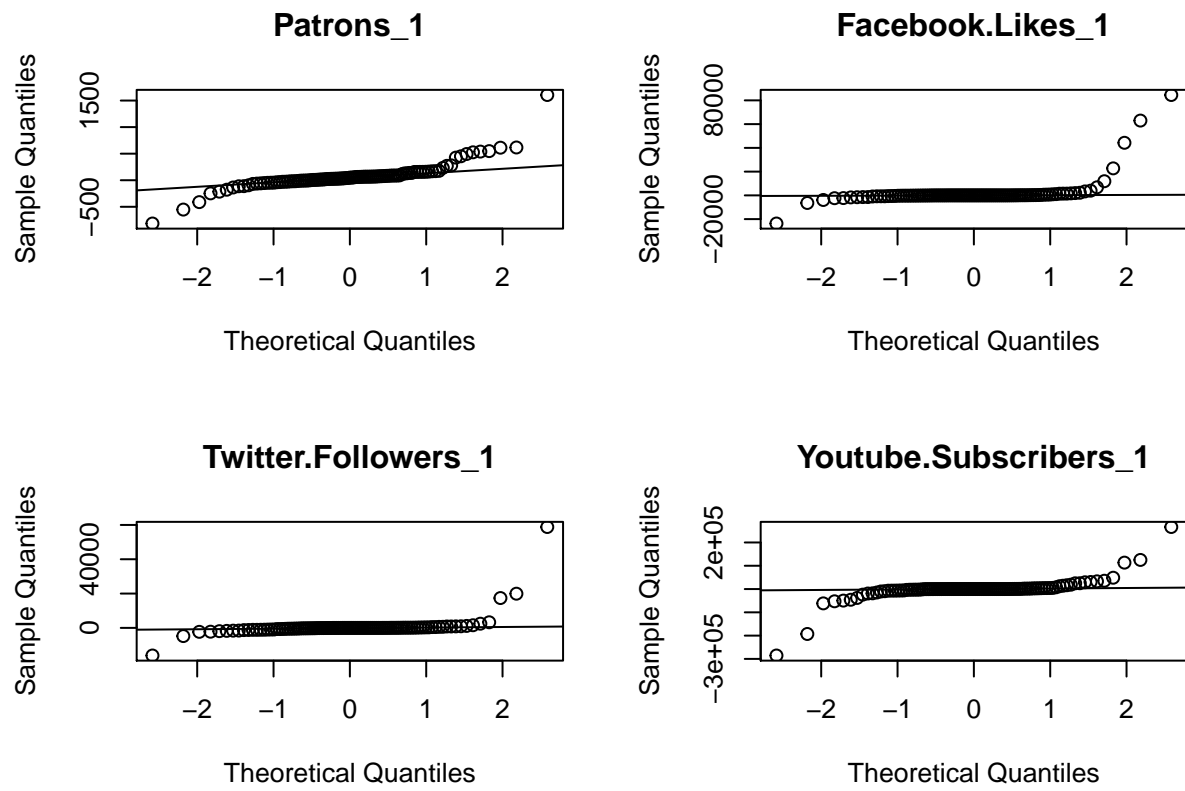 Patrons_1
Sample Quantiles
1500
−500
−2 −1 0 1 2
Theoretical Quantiles
Facebook.Likes_1
Sample Quantiles
80000
−20000
−2 −1 0 1 2
Theoretical Quantiles
Twitter.Followers_1
Sample Quantiles
40000
0
−2 −1 0 1 2
Theoretical Quantiles
Youtube.Subscribers_1
Sample Quantiles
2e+05
−3e+05
−2 −1 0 1 2
Theoretical Quantiles